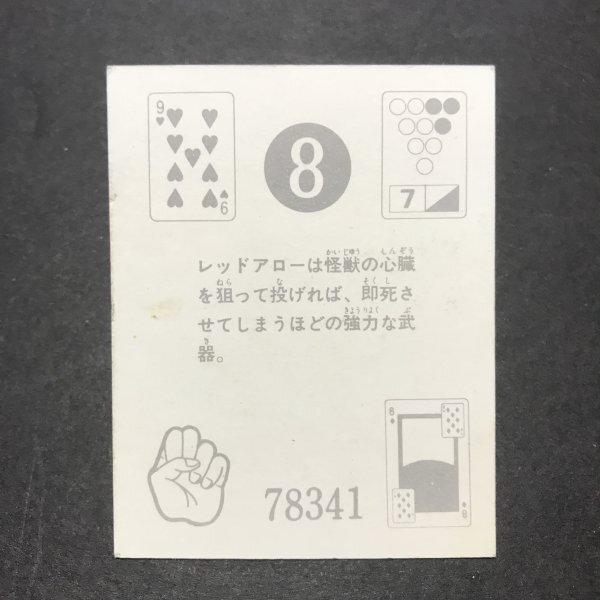 9
6
8
7
レッドアローは怪獣の心臓
を狙って投げれば、即死さ
せてしまうほどの強力な武
器。
78341
8
8